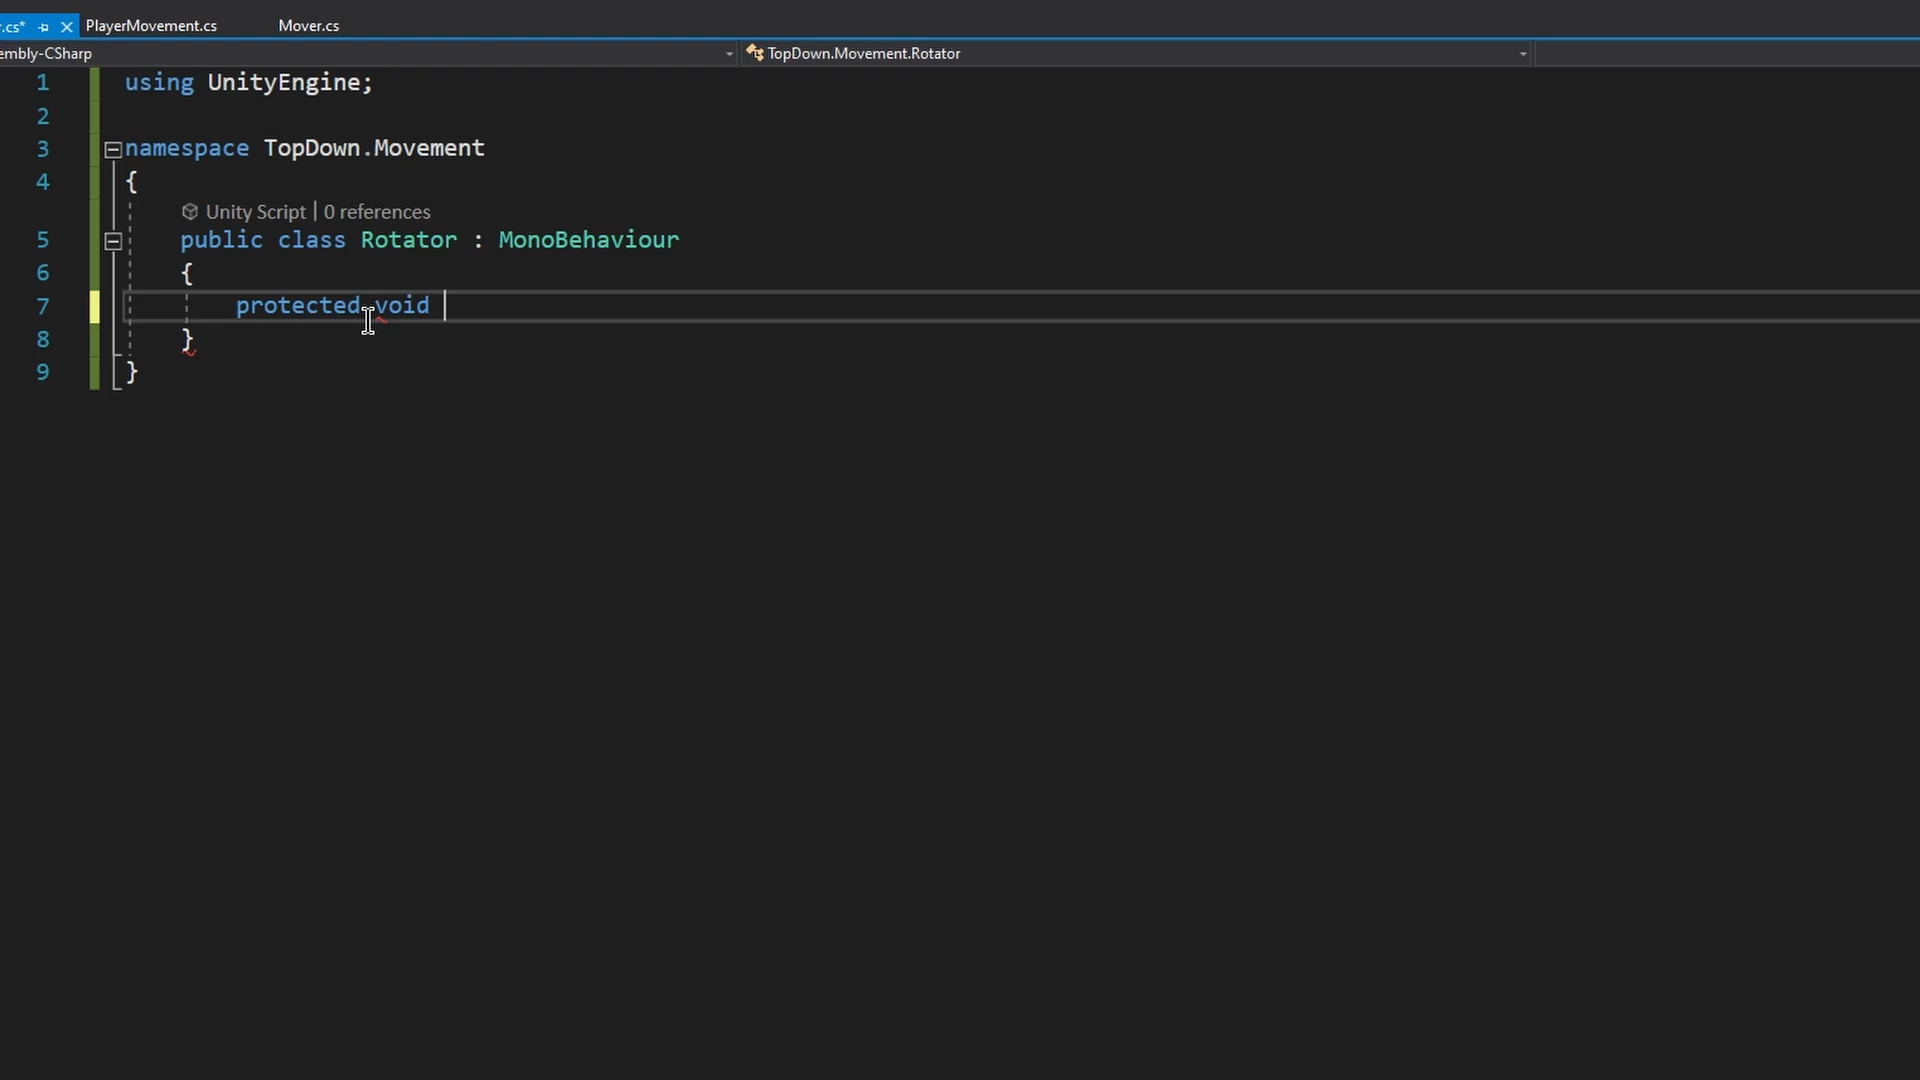 r.cs* PlayerMovement.cs Mover.cs
embly-CSharp TopDown.Movement.Rotator
1 using UnityEngine;
2
3 namespace TopDown.Movement
4 {
Unity Script | 0 references
5 public class Rotator : MonoBehaviour
6 {
7 protected void
8 }
9 }